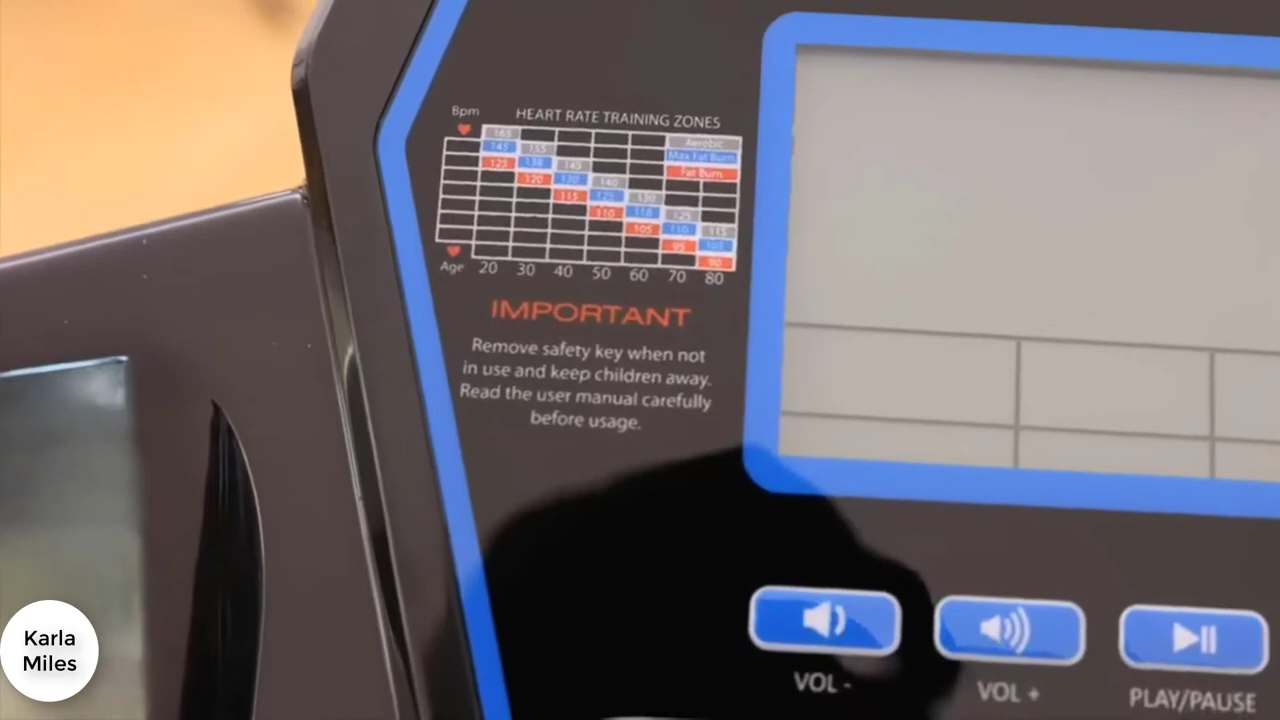 Bpm HEART RATE TRAINING ZONES
165 Aerobic
145 155 Max Fat Burn
125 138 145 Fat Burn
120 130 140
115 125 130
110 118 125
105 110 115
95 105
90
Age 20 30 40 50 60 70 80
IMPORTANT
Remove safety key when not
in use and keep children away.
Read the user manual carefully
before usage.
VOL - VOL + PLAY/PAUSE
Karla
Miles